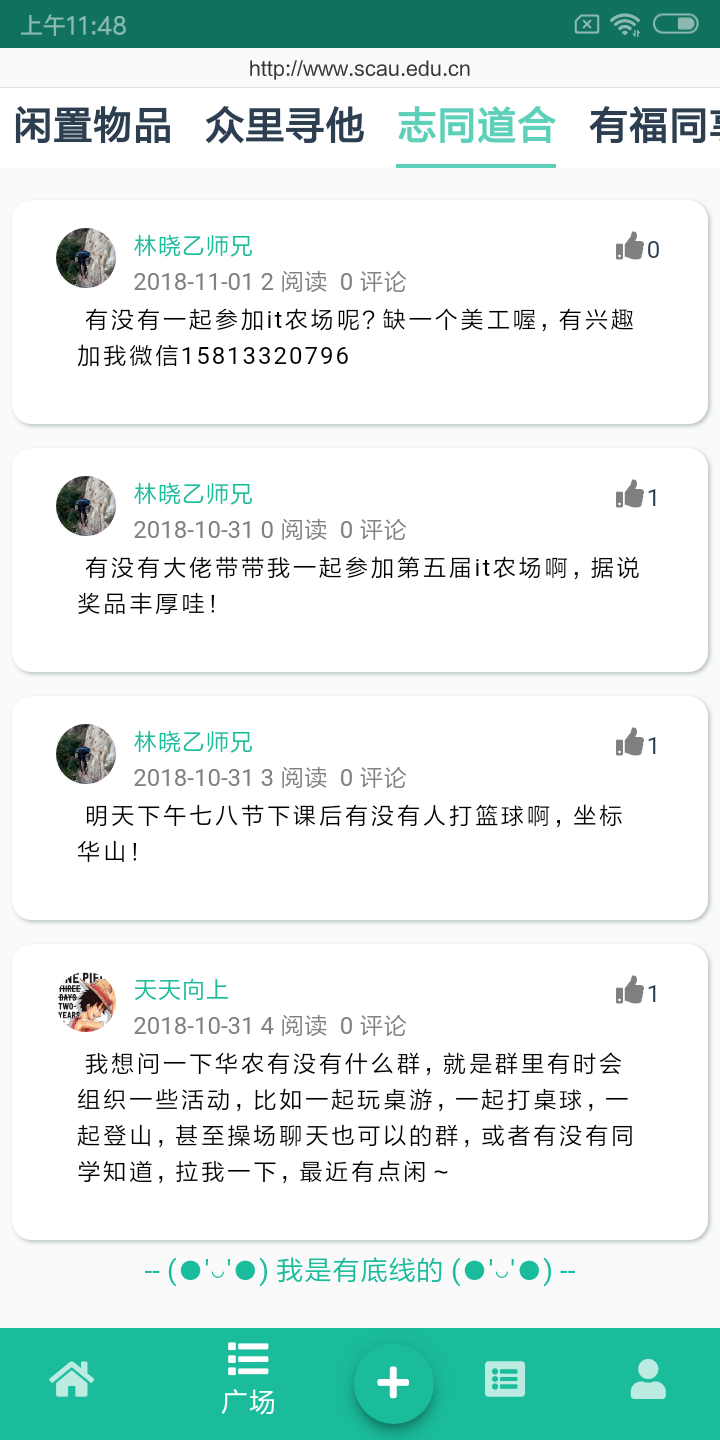 上午11:48
http://www.scau.edu.cn
闲置物品 众里寻他 志同道合 有福同享
林晓乙师兄 0
2018-11-01 2 阅读 0 评论
有没有一起参加it农场呢？缺一个美工喔，有兴趣
加我微信15813320796
林晓乙师兄 1
2018-10-31 0 阅读 0 评论
有没有大佬带带我一起参加第五届it农场啊，据说
奖品丰厚哇！
林晓乙师兄 1
2018-10-31 3 阅读 0 评论
明天下午七八节下课后有没有人打篮球啊，坐标
华山！
NE PIE
THREE
DAYS
TWO-
YEARS
天天向上 1
2018-10-31 4 阅读 0 评论
我想问一下华农有没有什么群，就是群里有时会
组织一些活动，比如一起玩桌游，一起打桌球，一
起登山，甚至操场聊天也可以的群，或者有没有同
学知道，拉我一下，最近有点闲～
-- (●'◡'●) 我是有底线的 (●'◡'●) --
广场